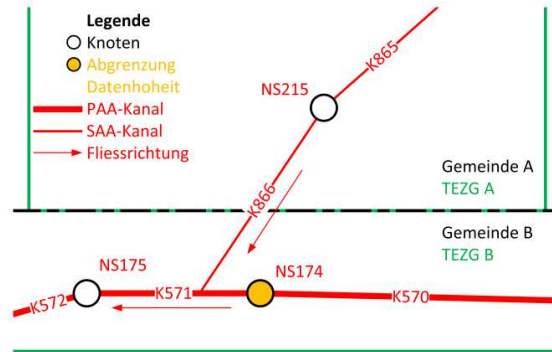 Legende
Knoten
Abgrenzung
Datenhoheit
PAA-Kanal
SAA-Kanal
Fliessrichtung
K865
NS215
K866
Gemeinde A
TEZG A
Gemeinde B
TEZG B
NS175
NS174
K572
K571
K570